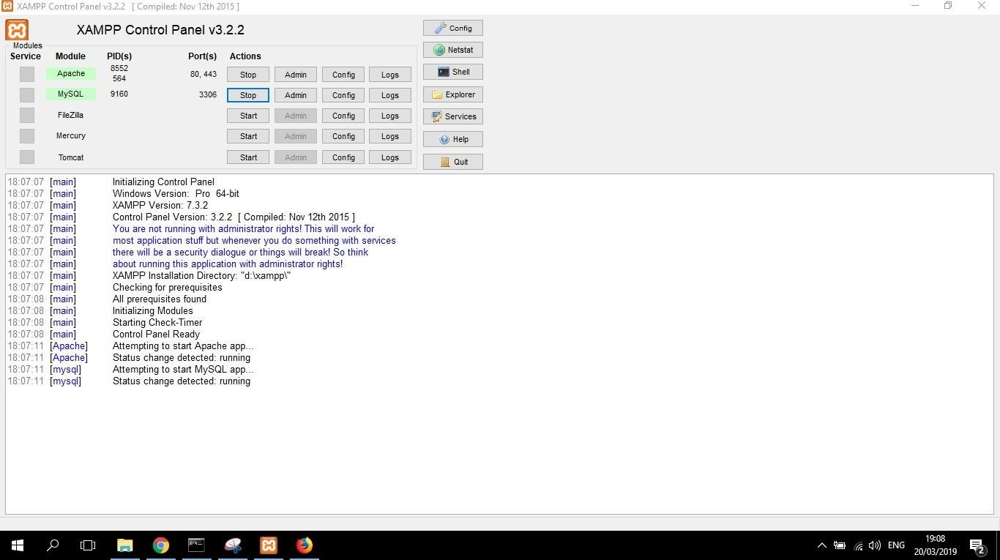 XAMPP Control Panel v3.2.2 [ Compiled: Nov 12th 2015 ]
XAMPP Control Panel v3.2.2
Config
Modules
Service Module PID(s) Port(s) Actions
Netstat
Apache 8552 564 80, 443 Stop Admin Config Logs
Shell
MySQL 9160 3306 Stop Admin Config Logs
Explorer
FileZilla Start Admin Config Logs
Services
Mercury Start Admin Config Logs
Help
Tomcat Start Admin Config Logs
Quit
18:07:07 [main] Initializing Control Panel
18:07:07 [main] Windows Version: Pro 64-bit
18:07:07 [main] XAMPP Version: 7.3.2
18:07:07 [main] Control Panel Version: 3.2.2 [ Compiled: Nov 12th 2015 ]
18:07:07 [main] You are not running with administrator rights! This will work for
18:07:07 [main] most application stuff but whenever you do something with services
18:07:07 [main] there will be a security dialogue or things will break! So think
18:07:07 [main] about running this application with administrator rights!
18:07:07 [main] XAMPP Installation Directory: "d:\xampp\"
18:07:07 [main] Checking for prerequisites
18:07:08 [main] All prerequisites found
18:07:08 [main] Initializing Modules
18:07:08 [main] Starting Check-Timer
18:07:08 [main] Control Panel Ready
18:07:11 [Apache] Attempting to start Apache app...
18:07:11 [Apache] Status change detected: running
18:07:11 [mysql] Attempting to start MySQL app...
18:07:11 [mysql] Status change detected: running
ENG
19:08
20/03/2019
2